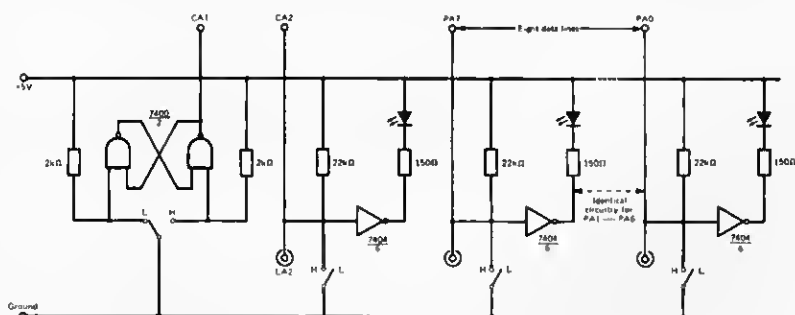 CA1
CA2
PA7
Eight data lines
PA0
+5V
7400
2
2kΩ
2kΩ
22kΩ
150Ω
22kΩ
150Ω
22kΩ
150Ω
Identical
circuitry for
PA1 — PA6
L
H
7404
6
7404
6
7404
6
CA2
H
L
H
L
H
L
Ground